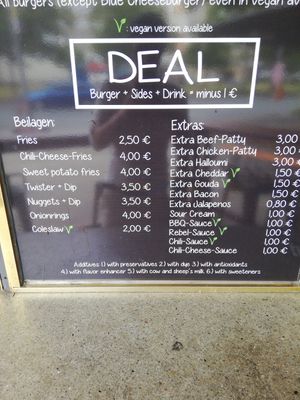 All Burgers (except Blue Cheeseburger) even in vegan
: vegan version available
DEAL
Burger + Sides + Drink = minus 1 €
Beilagen:
Fries 2,50 €
Chili-Cheese-Fries 4,00 €
Sweet potato fries 4,00 €
Twister + Dip 3,50 €
Nuggets + Dip 3,50 €
Onionrings 4,00 €
Coleslaw 2,00 €
Extras:
Extra Beef-Patty 3,00
Extra Chicken-Patty 3,00
Extra Halloumi 3,00 €
Extra Cheddar 1,50 €
Extra Gouda 1,50 €
Extra Bacon 1,50 €
Extra Jalapenos 0,80 €
Sour Cream 1,00 €
BBQ-Sauce 1,00 €
Rebel-Sauce 1,00 €
Chili-Sauce 1,00 €
Chili-Cheese-Sauce 1,00 €
Additives: 1) with preservatives 2) with dye 3) with antioxidants
4) with flavor enhancer 5) with cow and sheep's milk, 6) with sweeteners